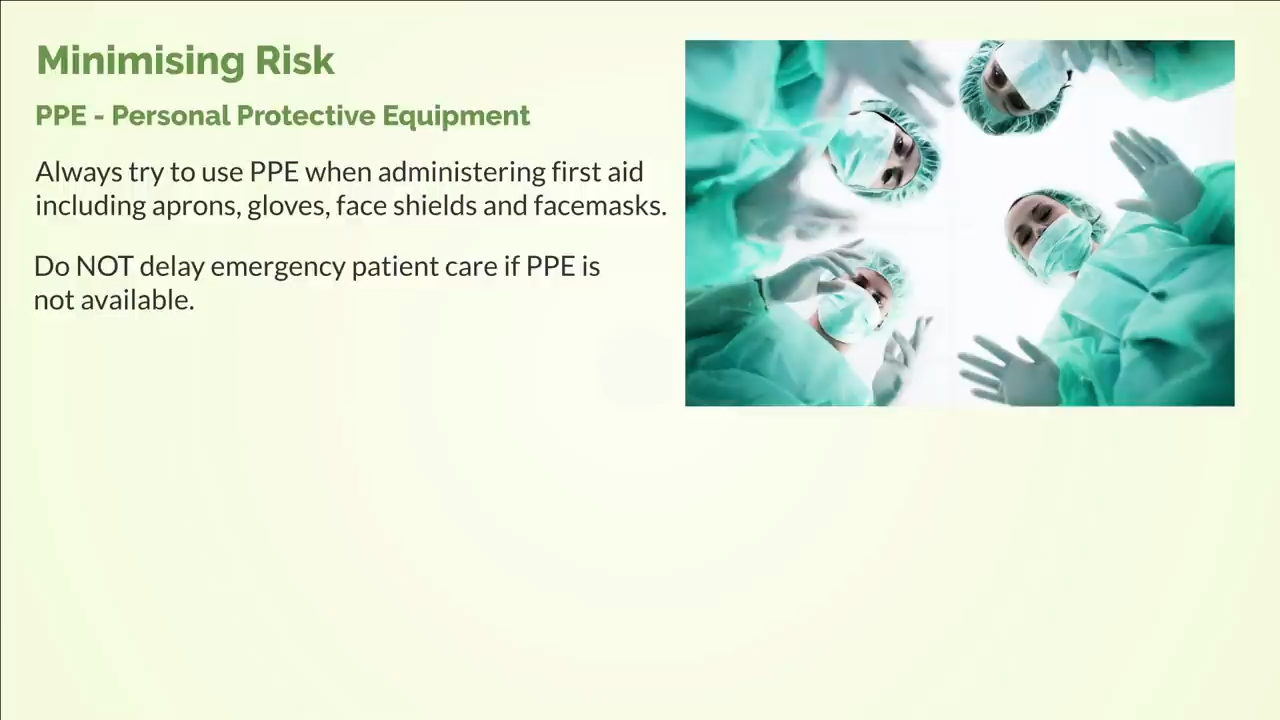 Minimising Risk
PPE - Personal Protective Equipment
Always try to use PPE when administering first aid
including aprons, gloves, face shields and facemasks.
Do NOT delay emergency patient care if PPE is
not available.